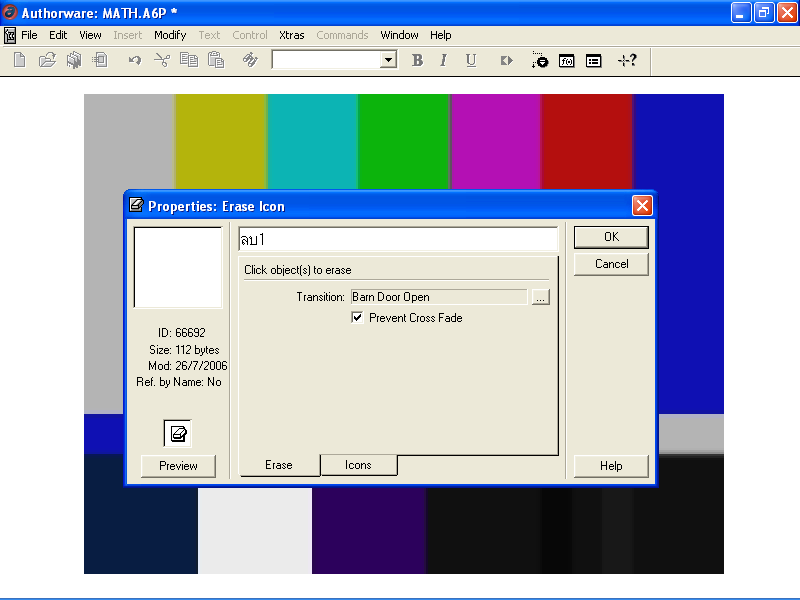 Authorware: MATH.A6P *
File Edit View Insert Modify Text Control Xtras Commands Window Help
B I U
Properties: Erase Icon
ลบ1
OK
Click object(s) to erase
Cancel
Transition: Barn Door Open ...
Prevent Cross Fade
ID: 66692
Size: 112 bytes
Mod: 26/7/2006
Ref. by Name: No
Preview
Erase Icons
Help